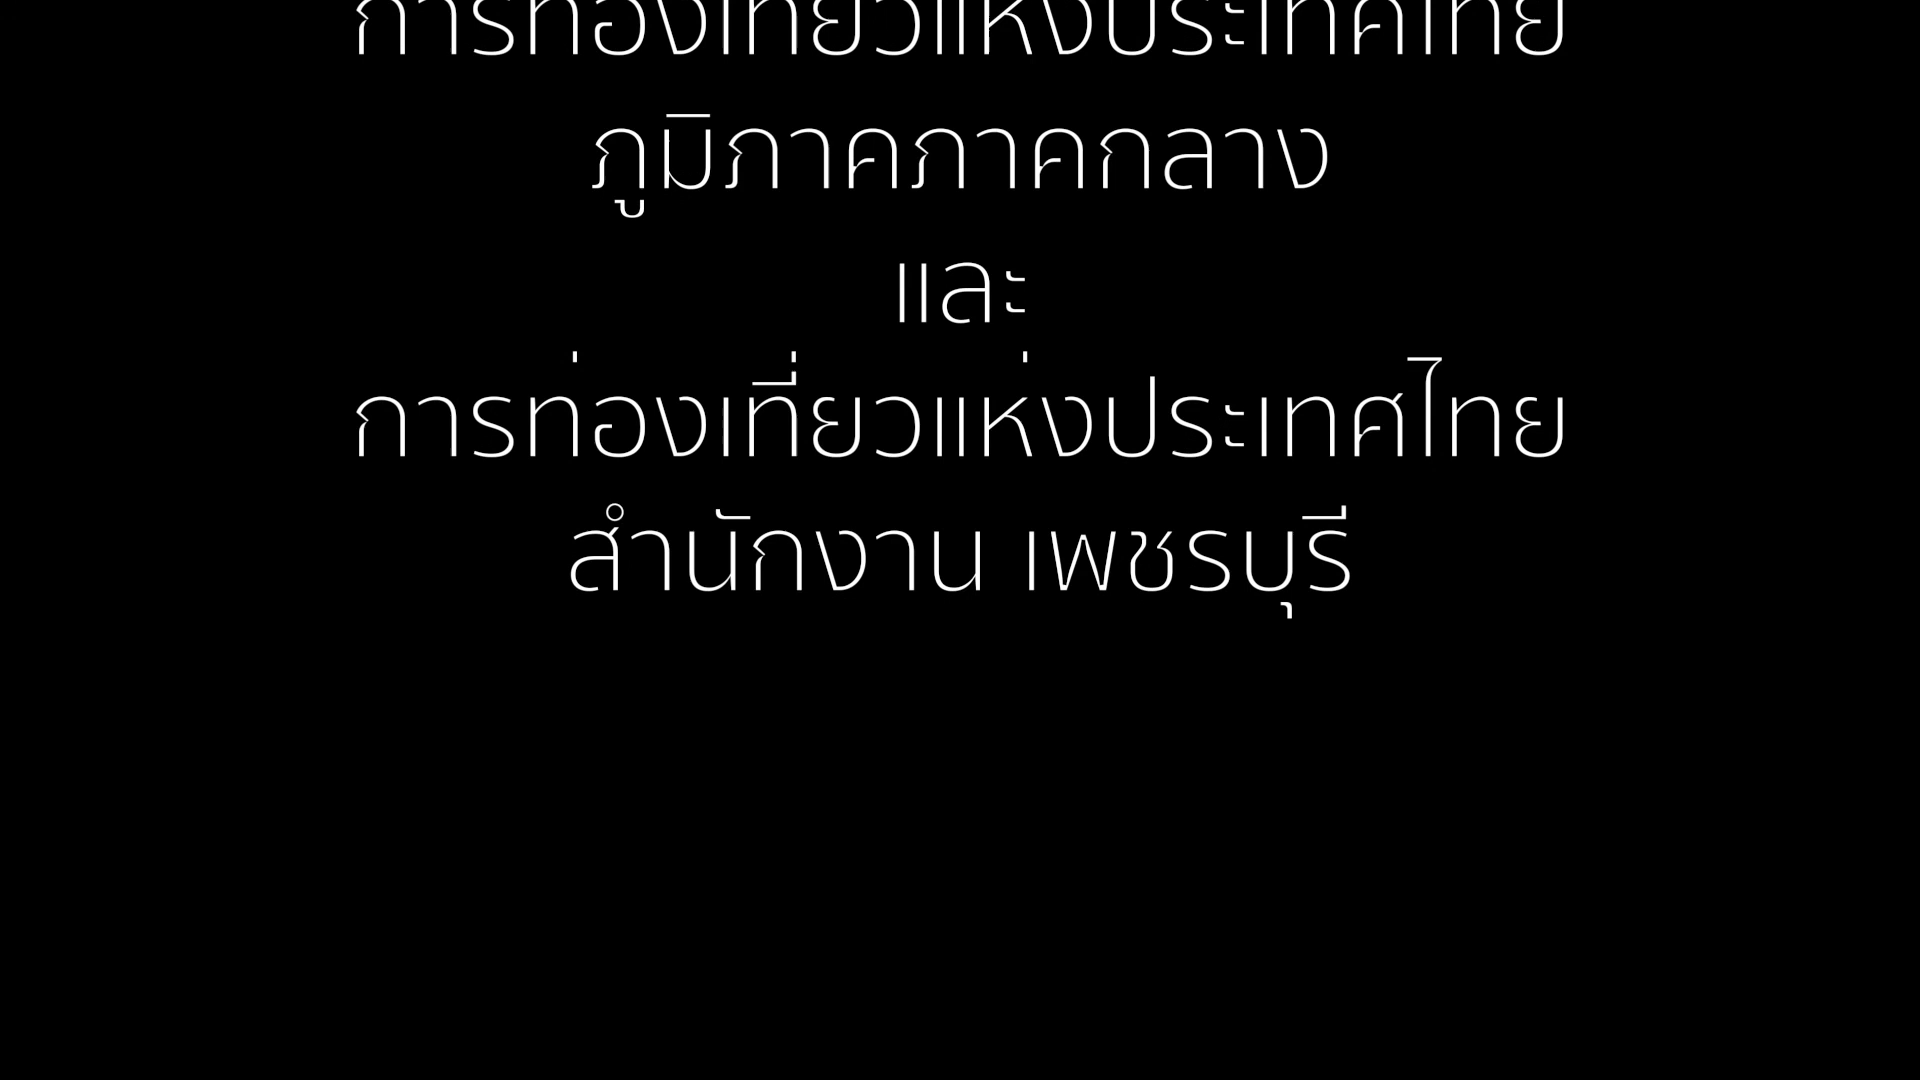 การท่องเที่ยวแห่งประเทศไทย
ภูมิภาคภาคกลาง
และ
การท่องเที่ยวแห่งประเทศไทย
สำนักงาน เพชรบุรี